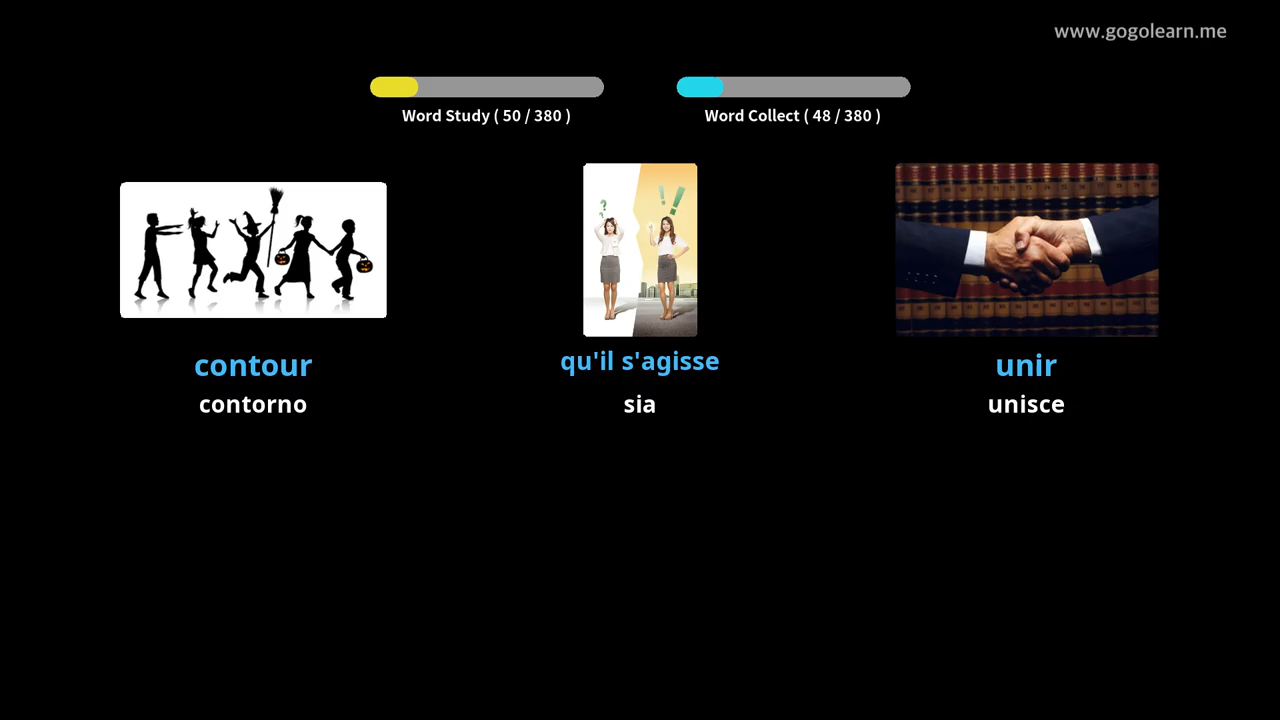 www.gogolearn.me
Word Study ( 50 / 380 )
Word Collect ( 48 / 380 )
contour
qu'il s'agisse
unir
contorno
sia
unisce